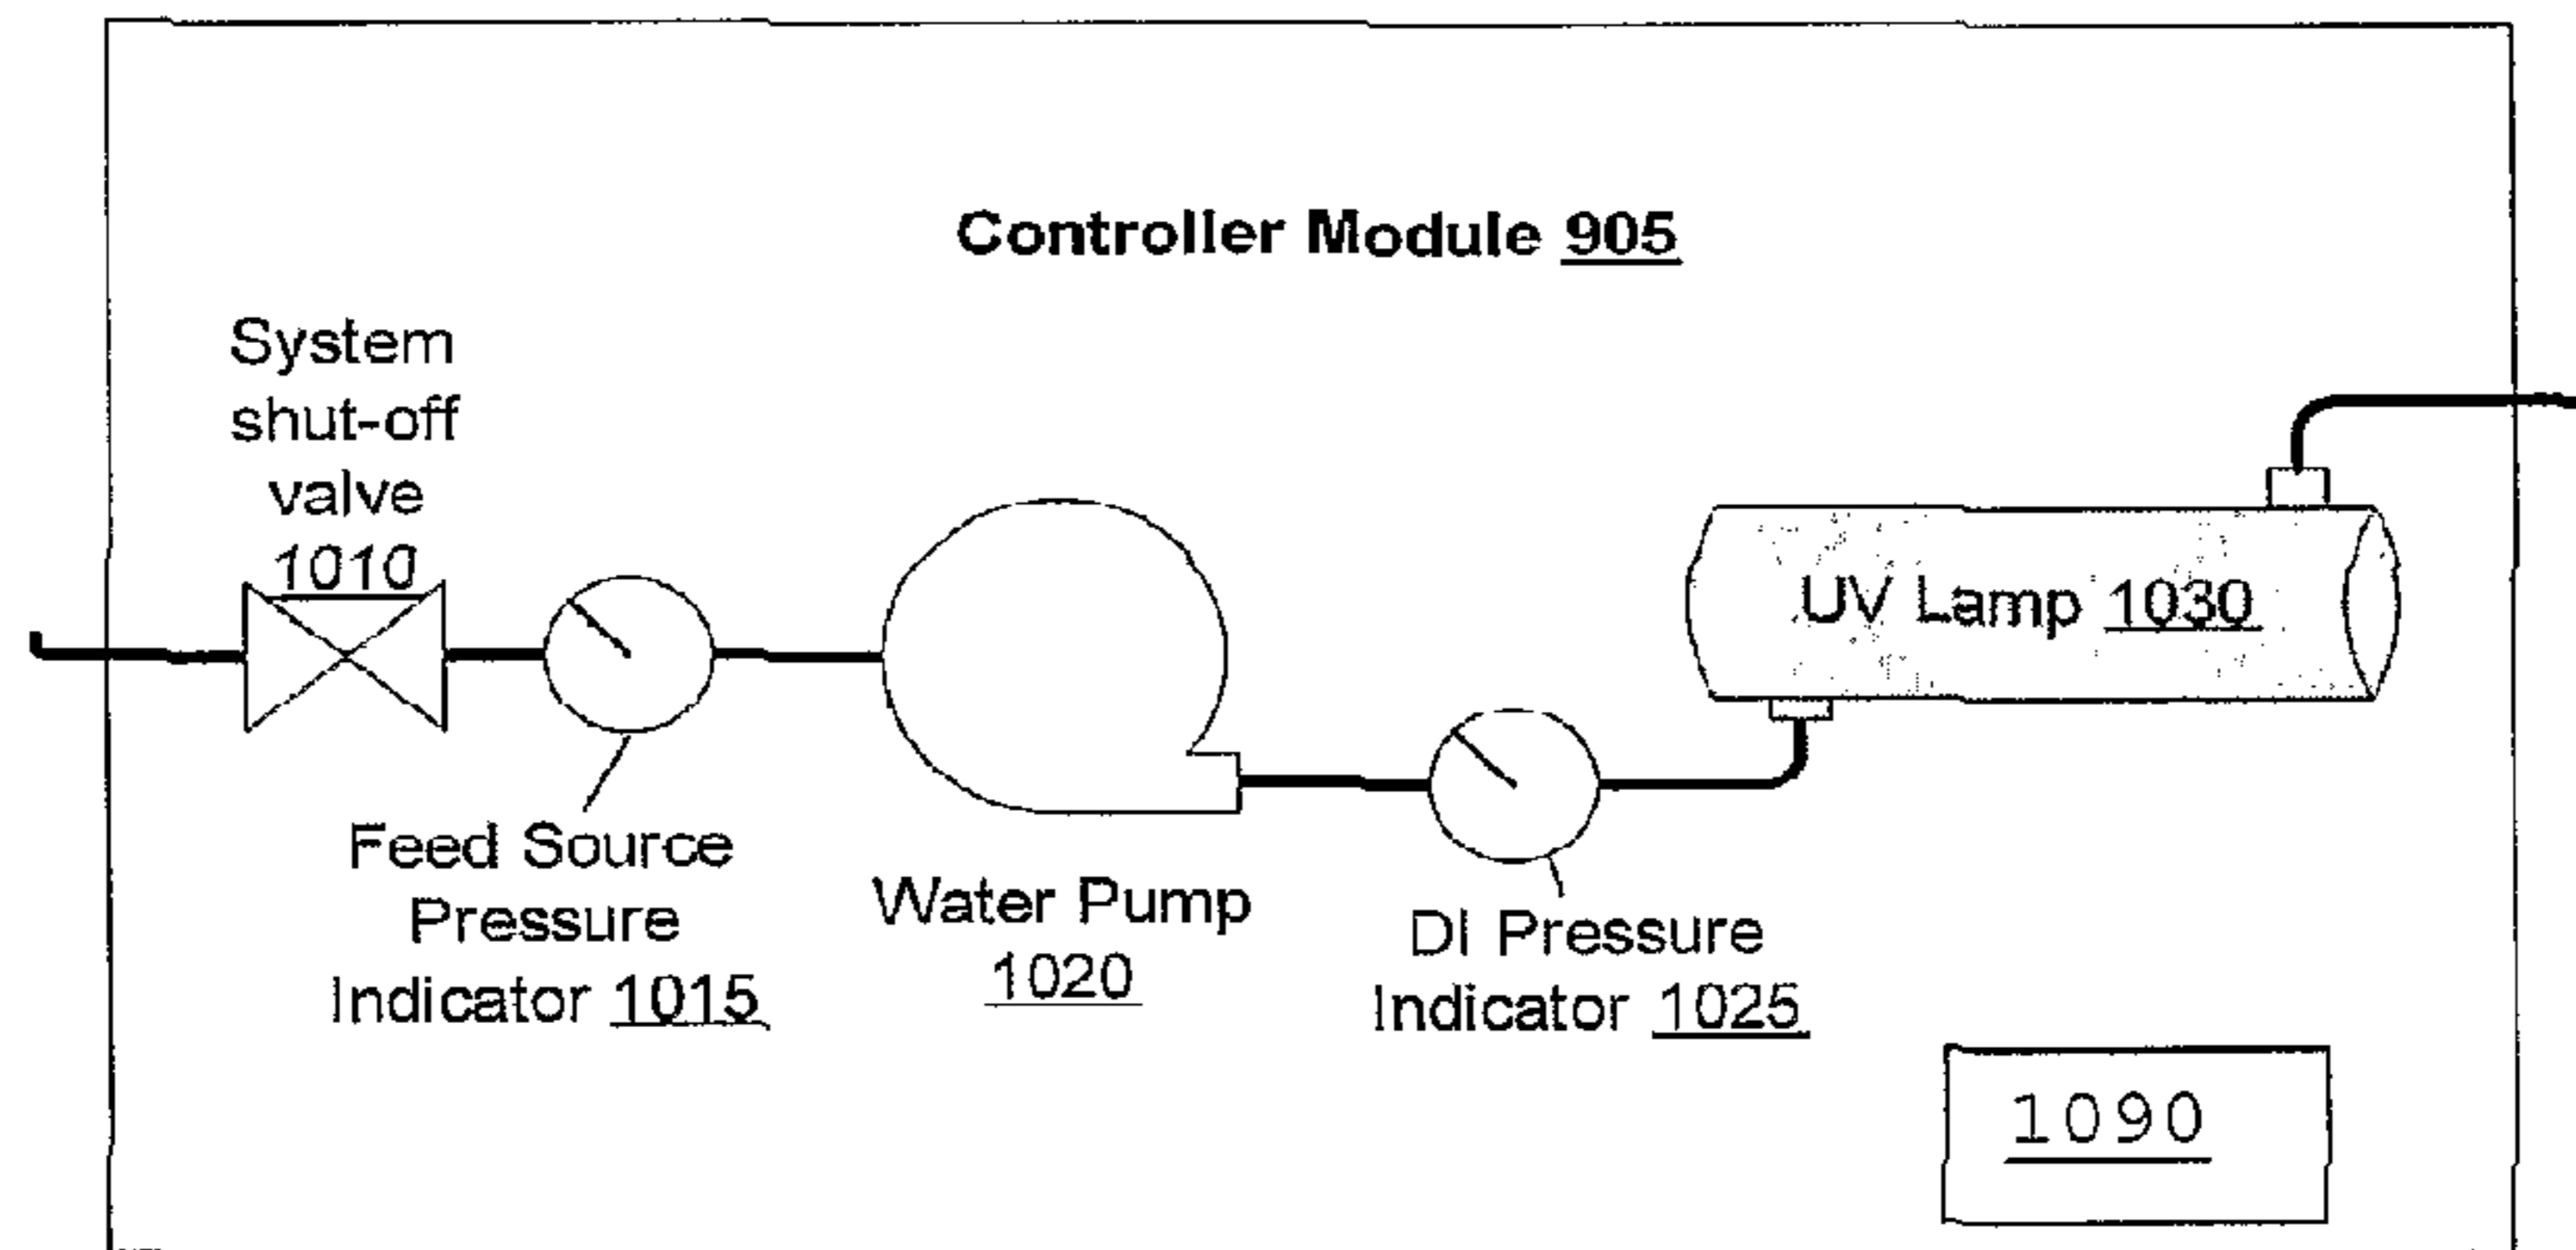 Controller Module 905
System
shut-off
valve
1010
UV Lamp 1030
Feed Source
Pressure
Indicator 1015
Water Pump
1020
DI Pressure
Indicator 1025
1090